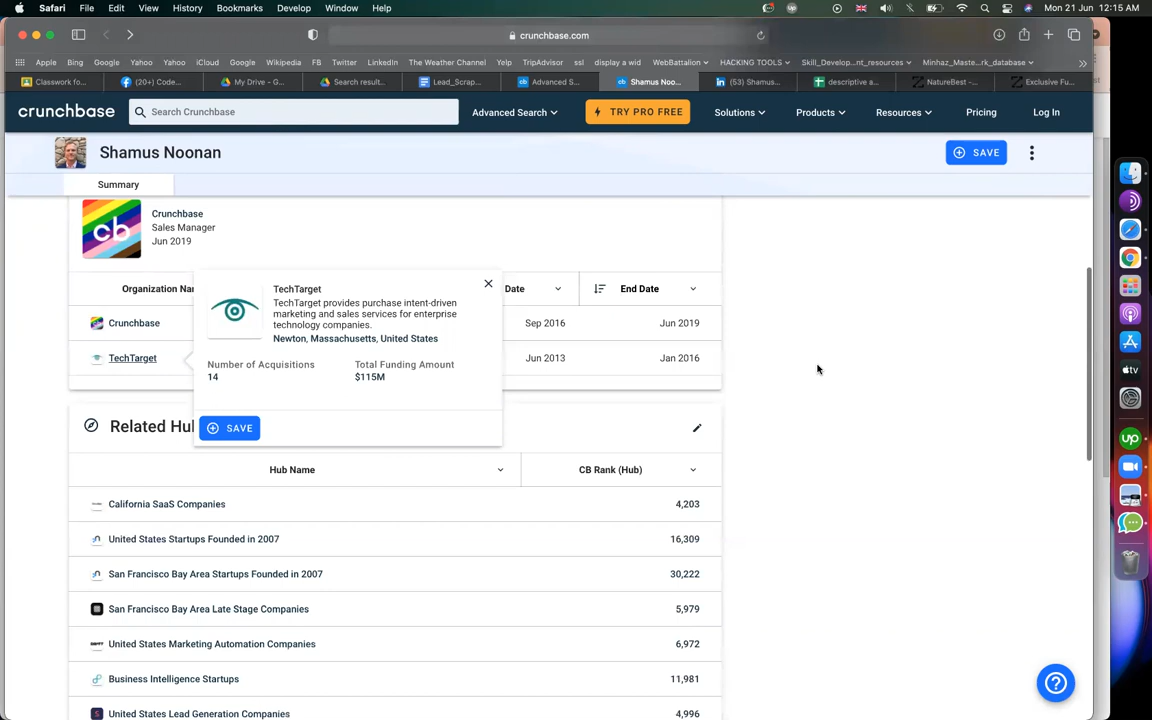 Safari File Edit View History Bookmarks Develop Window Help Mon 21 Jun 12:15 AM
crunchbase.com
Apple Bing Google Yahoo Yahoo iCloud Google Wikipedia FB Twitter LinkedIn The Weather Channel Yelp TripAdvisor ssl display a wid WebBattalion HACKING TOOLS Skill_Develop...nt_resources Minhaz_Maste...rk_database
Classwork fo... (20+) Code... My Drive - G... Search result... Lead_Scrap... Advanced S... Shamus Noo... (53) Shamus... descriptive a... NatureBest -... Exclusive Fu...
crunchbase Search Crunchbase Advanced Search TRY PRO FREE Solutions Products Resources Pricing Log In
Shamus Noonan SAVE
Summary
Crunchbase
Sales Manager
Jun 2019
cb
Organization Nar Date End Date
Crunchbase Sep 2016 Jun 2019
TechTarget Jun 2013 Jan 2016
TechTarget
TechTarget provides purchase intent-driven
marketing and sales services for enterprise
technology companies.
Newton, Massachusetts, United States
Number of Acquisitions Total Funding Amount
14 $115M
SAVE
Related Hu
Hub Name CB Rank (Hub)
California SaaS Companies 4,203
United States Startups Founded in 2007 16,309
San Francisco Bay Area Startups Founded in 2007 30,222
San Francisco Bay Area Late Stage Companies 5,979
United States Marketing Automation Companies 6,972
Business Intelligence Startups 11,981
United States Lead Generation Companies 4,996
tv
up